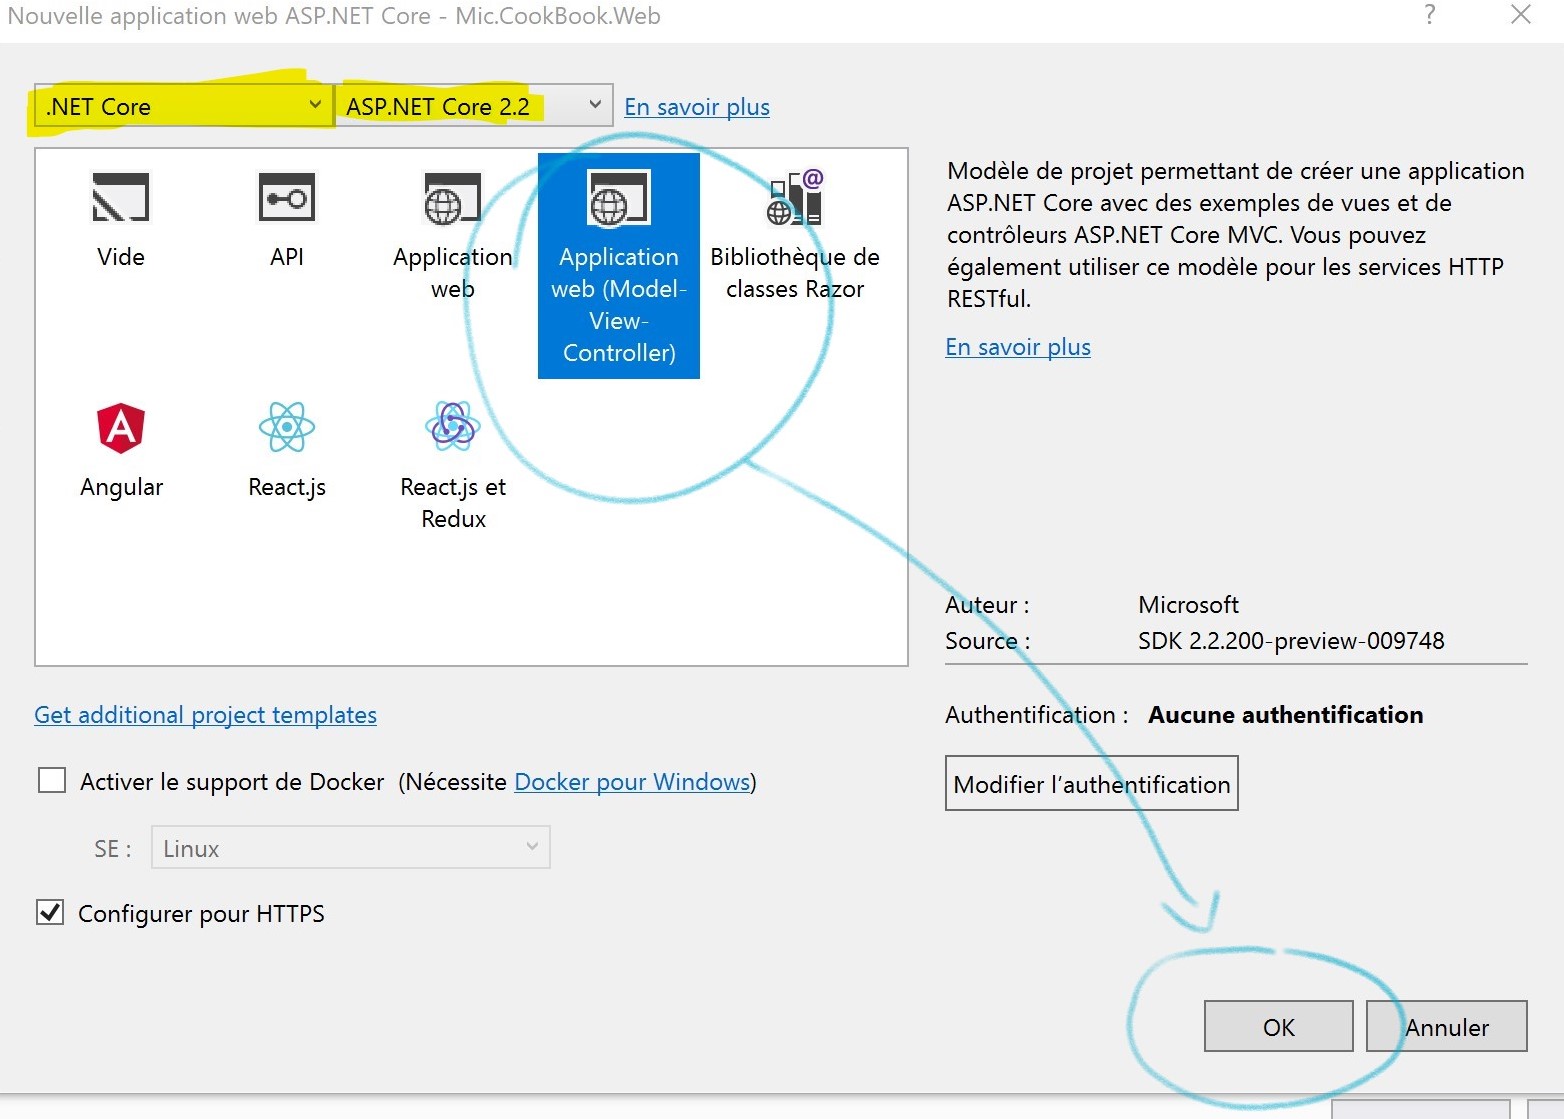 Nouvelle application web ASP.NET Core - Mic.CookBook.Web
?
.NET Core
ASP.NET Core 2.2
En savoir plus
Vide
API
Application
web
Application
web (Model-
View-
Controller)
@
Bibliothèque de
classes Razor
A
Angular
React.js
React.js et
Redux
Modèle de projet permettant de créer une application
ASP.NET Core avec des exemples de vues et de
contrôleurs ASP.NET Core MVC. Vous pouvez
également utiliser ce modèle pour les services HTTP
RESTful.
En savoir plus
Auteur : Microsoft
Source : SDK 2.2.200-preview-009748
Get additional project templates
Authentification : Aucune authentification
Activer le support de Docker (Nécessite Docker pour Windows)
Modifier l'authentification
SE : Linux
Configurer pour HTTPS
OK
Annuler